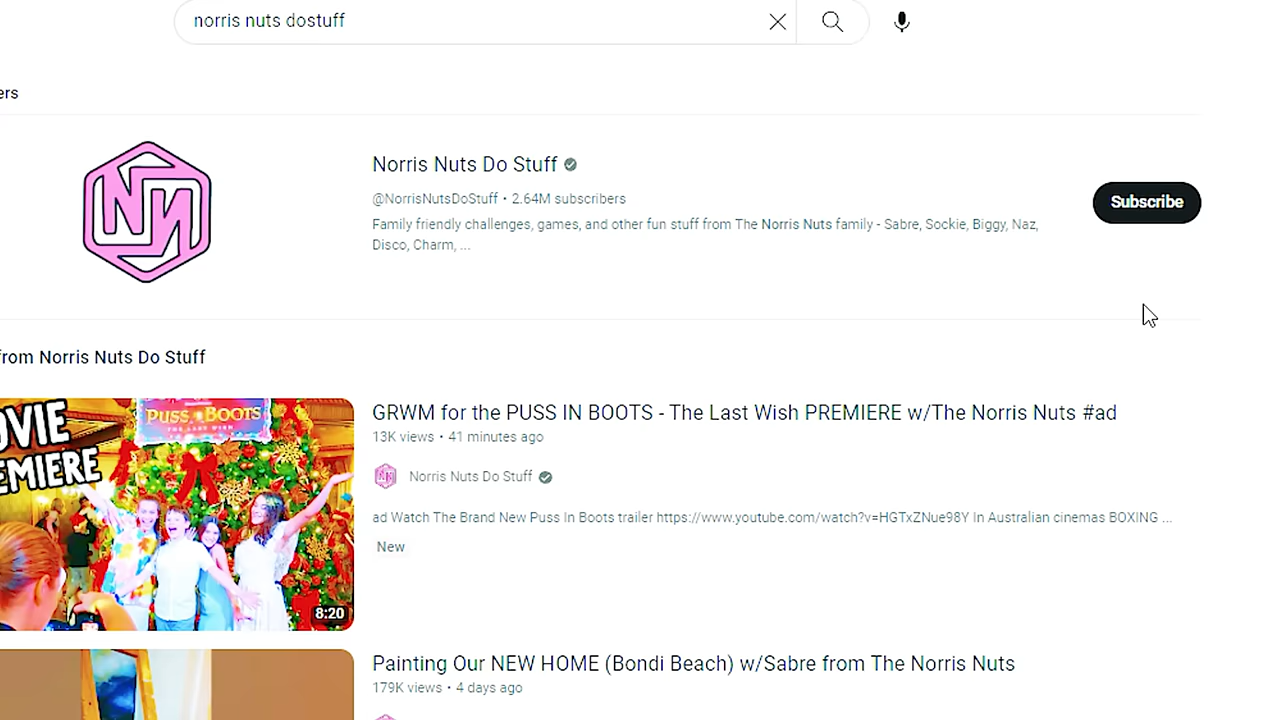 norris nuts dostuff
ers
Norris Nuts Do Stuff
@NorrisNutsDoStuff • 2.64M subscribers
Subscribe
Family friendly challenges, games, and other fun stuff from The Norris Nuts family - Sabre, Sockie, Biggy, Naz,
Disco, Charm, ...
from Norris Nuts Do Stuff
OVIE
EMIERE
PUSS BOOTS
THE LAST WISH
8:20
GRWM for the PUSS IN BOOTS - The Last Wish PREMIERE w/The Norris Nuts #ad
13K views • 41 minutes ago
Norris Nuts Do Stuff
ad Watch The Brand New Puss In Boots trailer https://www.youtube.com/watch?v=HGTxZNue98Y In Australian cinemas BOXING ...
New
Painting Our NEW HOME (Bondi Beach) w/Sabre from The Norris Nuts
179K views • 4 days ago